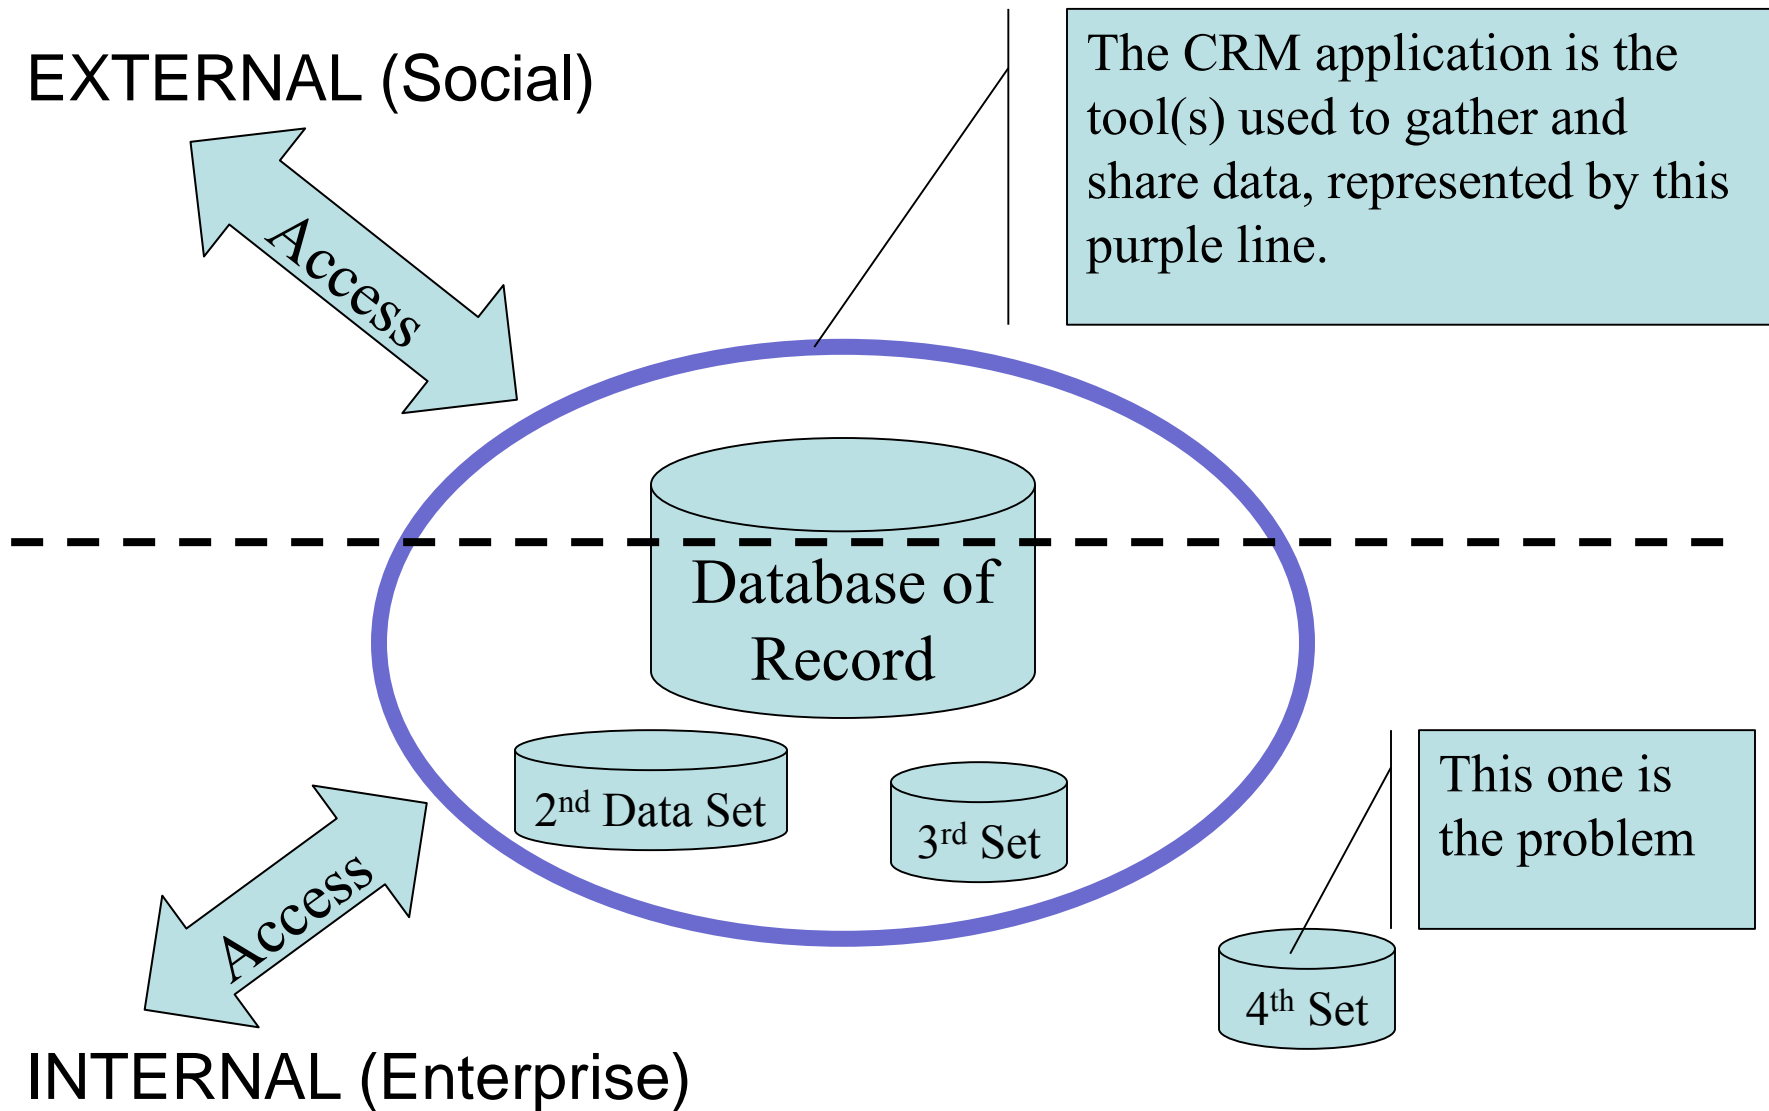 EXTERNAL (Social)
The CRM application is the
tool(s) used to gather and
share data, represented by this
purple line.
Access
Database of
Record
2nd Data Set
3rd Set
This one is
the problem
Access
4th Set
INTERNAL (Enterprise)